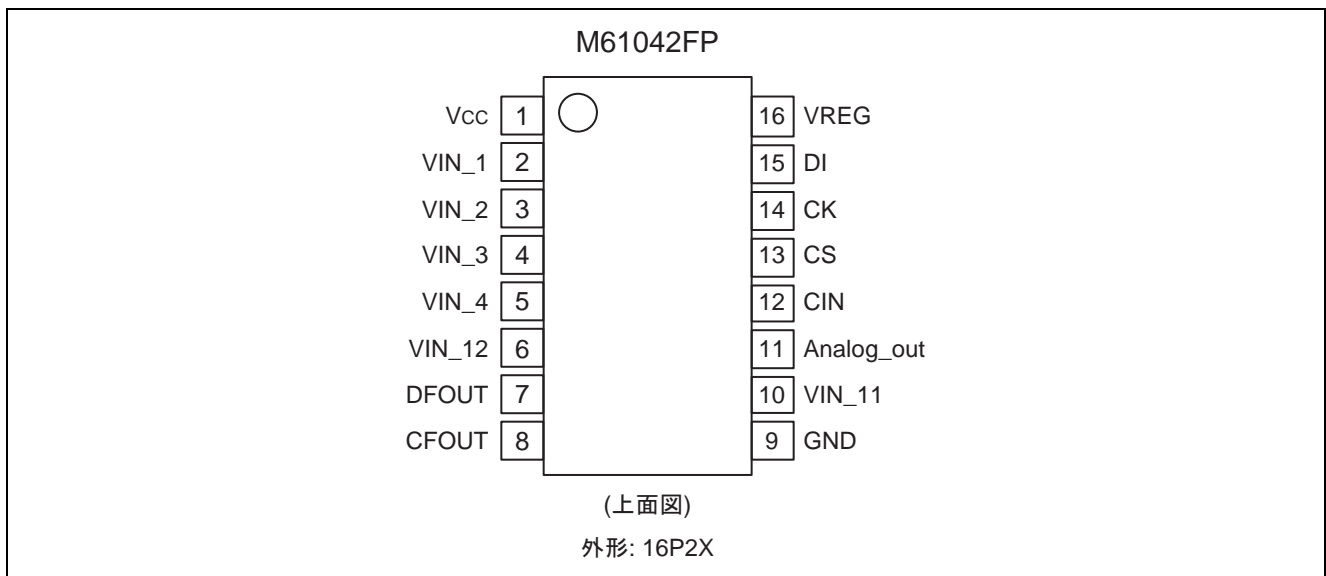 M61042FP
VCC 1 16 VREG
VIN_1 2 15 DI
VIN_2 3 14 CK
VIN_3 4 13 CS
VIN_4 5 12 CIN
VIN_12 6 11 Analog_out
DFOUT 7 10 VIN_11
CFOUT 8 9 GND
(上面図)
外形: 16P2X